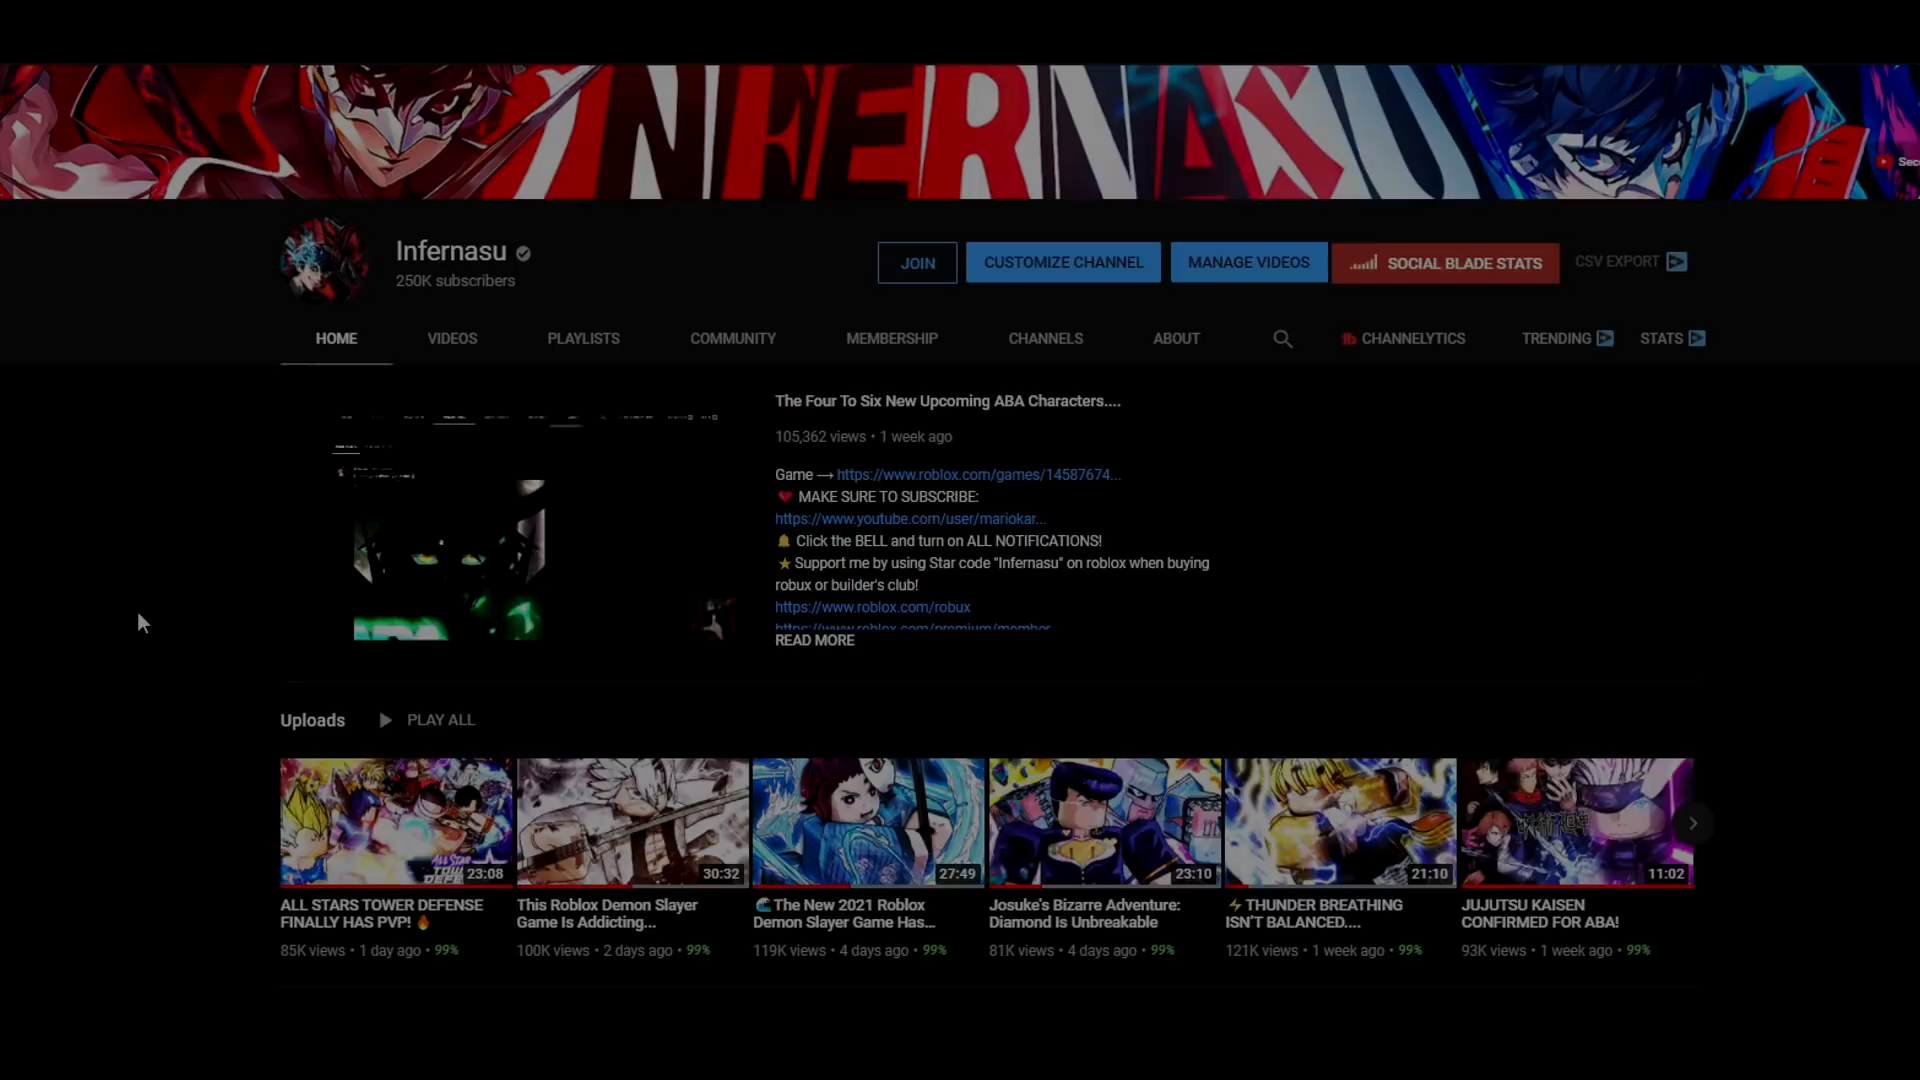 INFERNASU
Infernasu
250K subscribers
JOIN
CUSTOMIZE CHANNEL
MANAGE VIDEOS
SOCIAL BLADE STATS
CSV EXPORT
HOME
VIDEOS
PLAYLISTS
COMMUNITY
MEMBERSHIP
CHANNELS
ABOUT
CHANNELYTICS
TRENDING
STATS
The Four To Six New Upcoming ABA Characters....
105,362 views • 1 week ago
Game ⟶ https://www.roblox.com/games/14587674...
MAKE SURE TO SUBSCRIBE:
https://www.youtube.com/user/mariokar...
🔔 Click the BELL and turn on ALL NOTIFICATIONS!
⭐Support me by using Star code "Infernasu" on roblox when buying
robux or builder's club!
https://www.roblox.com/robux
https://www.roblox.com/premium/member...
READ MORE
Uploads
PLAY ALL
23:08
30:32
27:49
23:10
21:10
11:02
ALL STARS TOWER DEFENSE
FINALLY HAS PVP! 🔥
85K views • 1 day ago • 99%
This Roblox Demon Slayer
Game Is Addicting...
100K views • 2 days ago • 99%
🌊The New 2021 Roblox
Demon Slayer Game Has...
119K views • 4 days ago • 99%
Josuke's Bizarre Adventure:
Diamond Is Unbreakable
81K views • 4 days ago • 99%
⚡THUNDER BREATHING
ISN'T BALANCED....
121K views • 1 week ago • 99%
JUJUTSU KAISEN
CONFIRMED FOR ABA!
93K views • 1 week ago • 99%